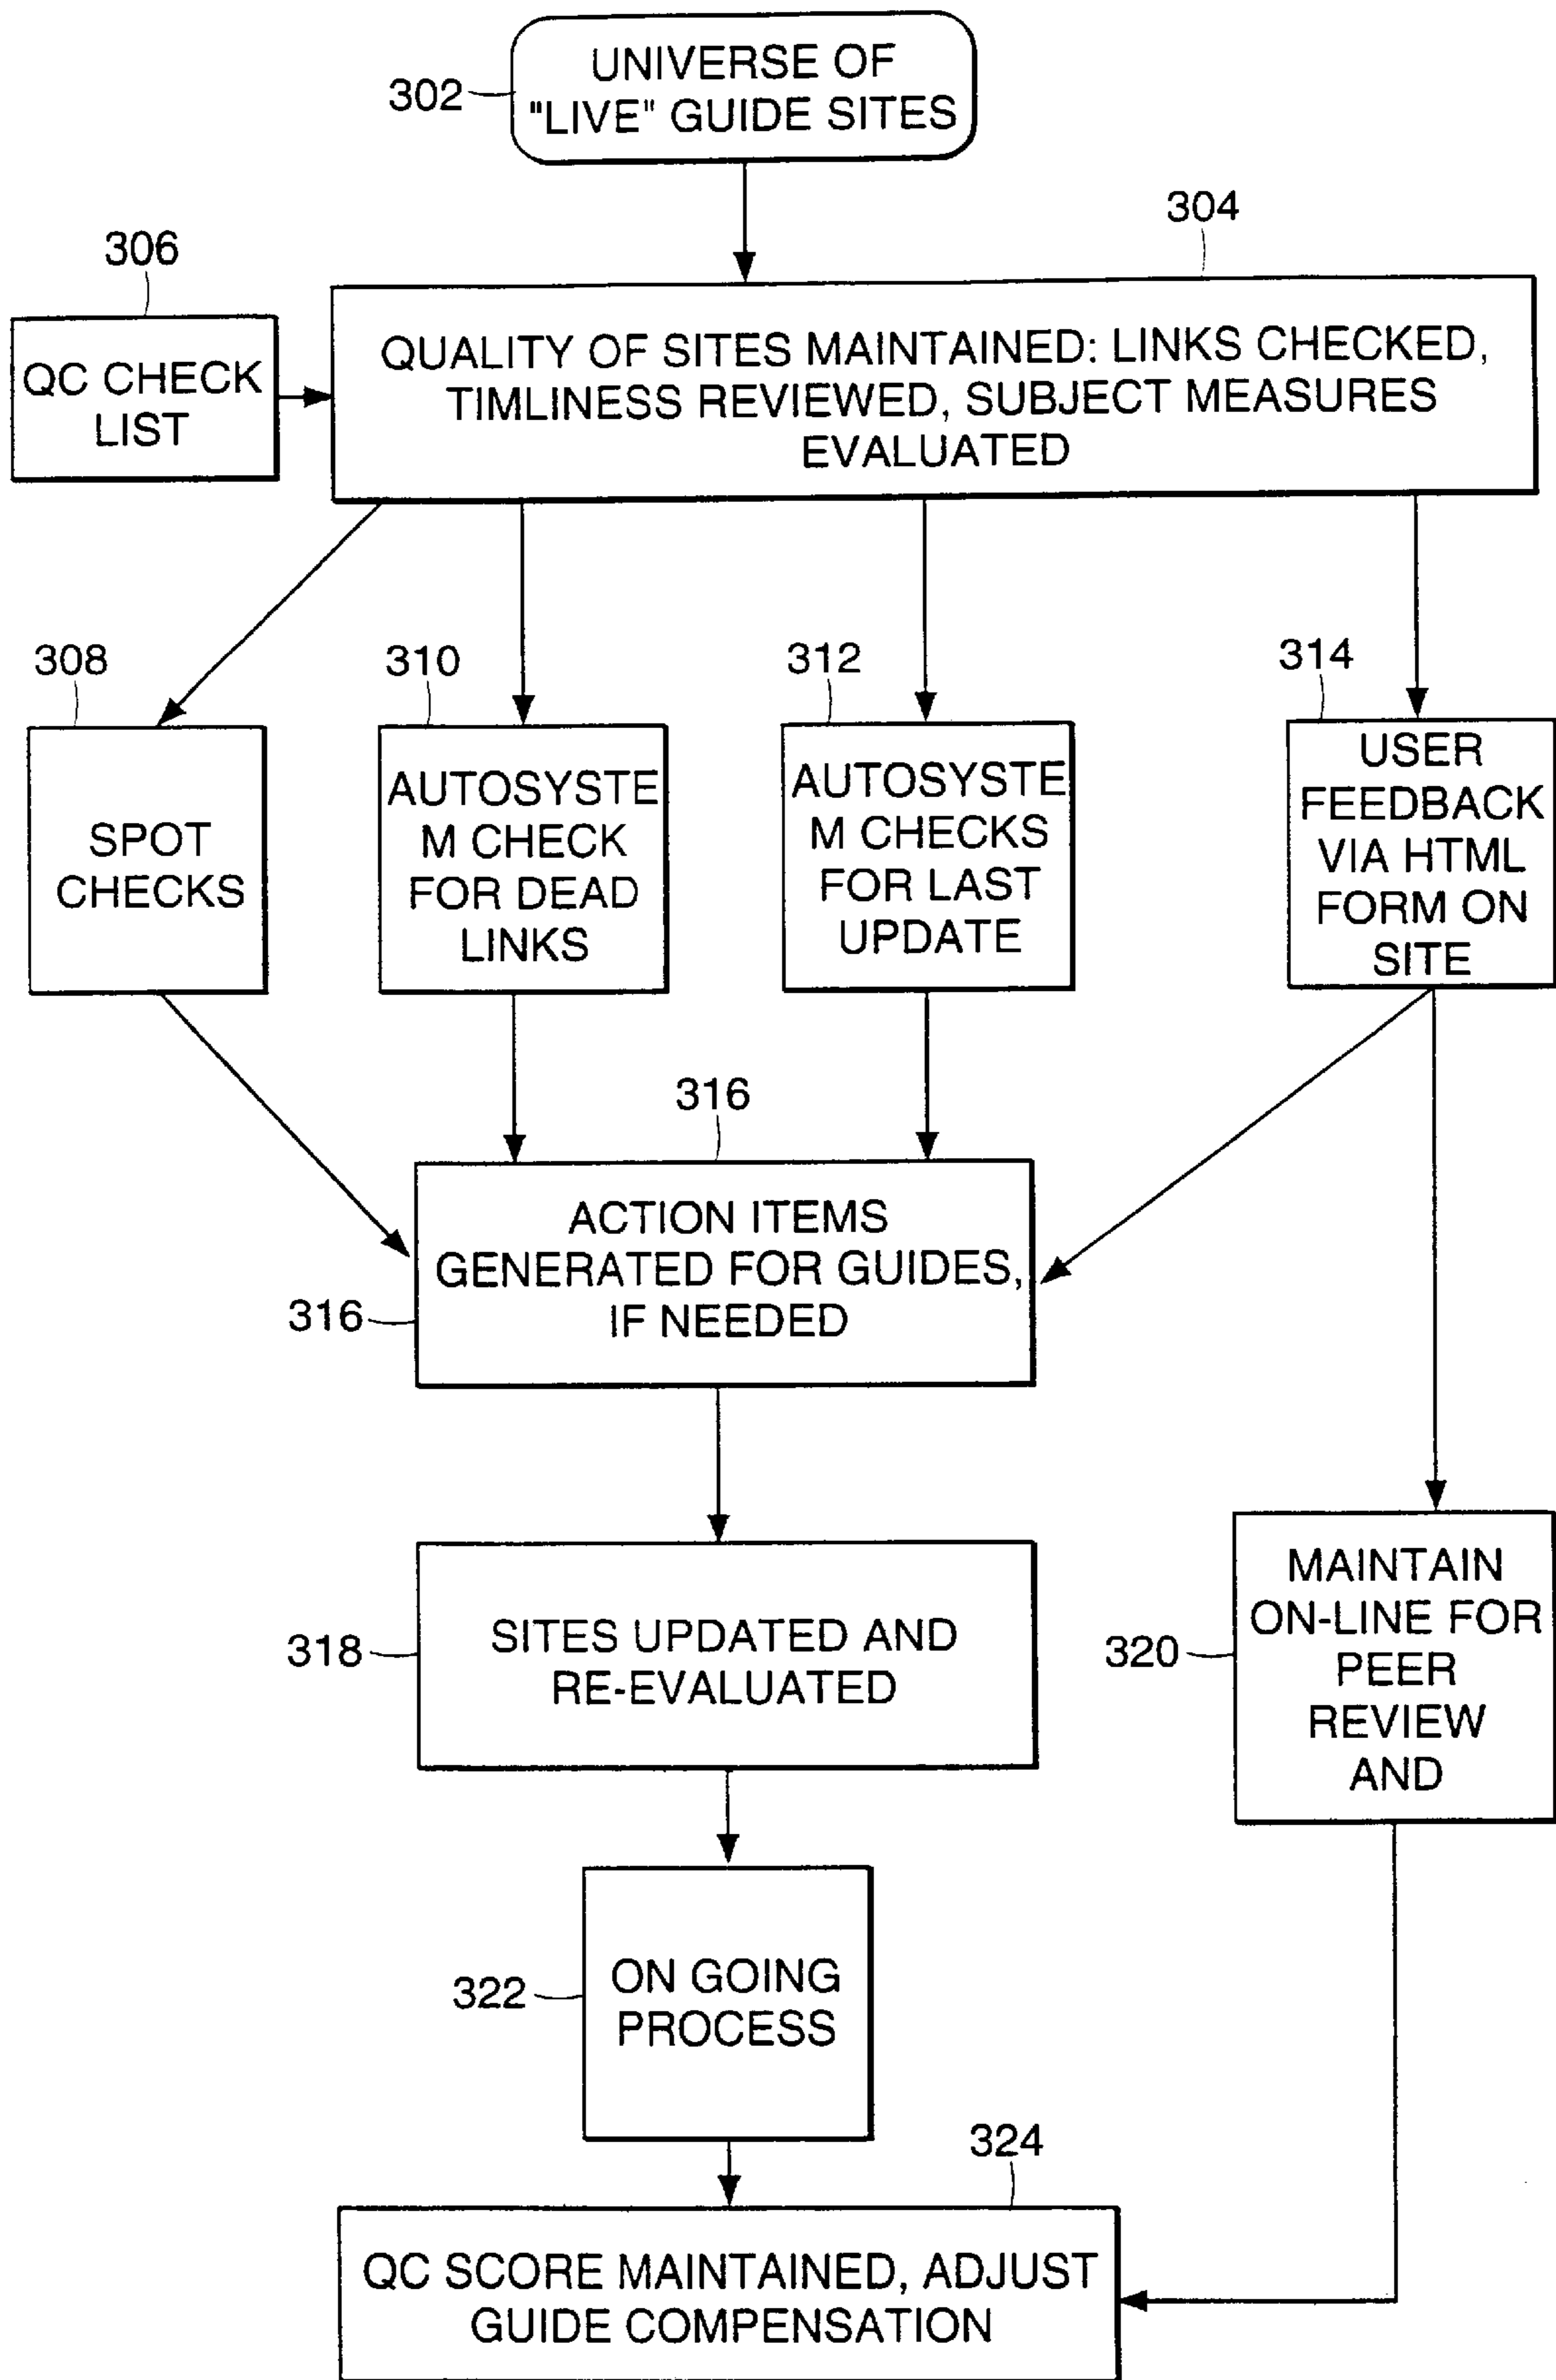 UNIVERSE OF
"LIVE" GUIDE SITES
302
304
306
QC CHECK
LIST
QUALITY OF SITES MAINTAINED: LINKS CHECKED,
TIMLINESS REVIEWED, SUBJECT MEASURES
EVALUATED
308
SPOT
CHECKS
310
AUTOSYSTE
M CHECK
FOR DEAD
LINKS
312
AUTOSYSTE
M CHECKS
FOR LAST
UPDATE
314
USER
FEEDBACK
VIA HTML
FORM ON
SITE
316
ACTION ITEMS
GENERATED FOR GUIDES,
IF NEEDED
316
318
SITES UPDATED AND
RE-EVALUATED
320
MAINTAIN
ON-LINE FOR
PEER
REVIEW
AND
322
ON GOING
PROCESS
324
QC SCORE MAINTAINED, ADJUST
GUIDE COMPENSATION